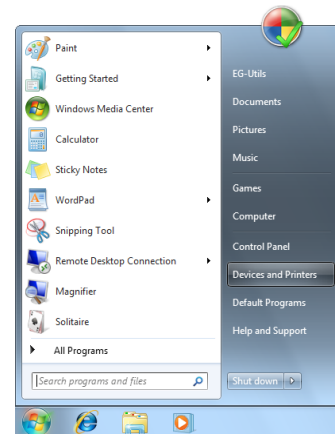 Paint
Getting Started
Windows Media Center
Calculator
Sticky Notes
WordPad
Snipping Tool
Remote Desktop Connection
Magnifier
Solitaire
All Programs
Search programs and files
EG-Utils
Documents
Pictures
Music
Games
Computer
Control Panel
Devices and Printers
Default Programs
Help and Support
Shut down